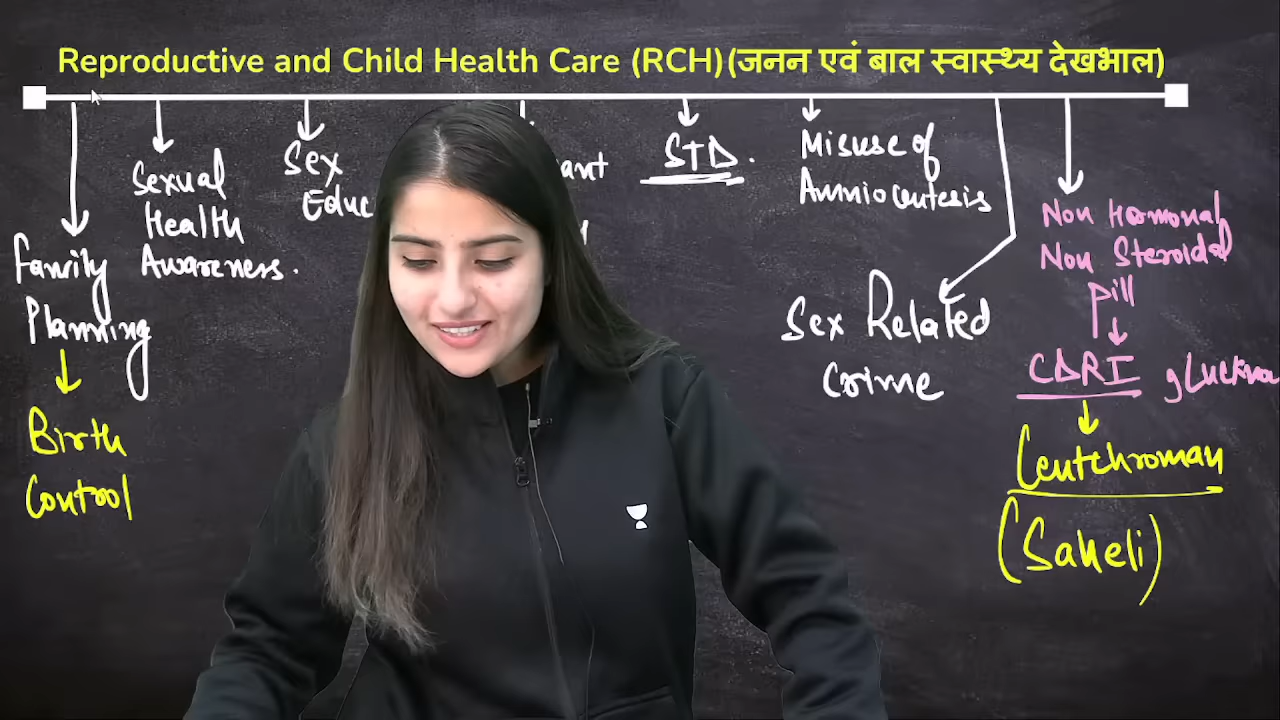 Reproductive and Child Health Care (RCH)(जनन एवं बाल स्वास्थ्य देखभाल)
Family
Planning
Birth
Control
Sexual
Health
Awareness.
Sex
Educ
ant
STD.
Misuse of
Amniocentesis
Sex Related
Crime
Non Hormonal
Non Steroidal
pill
CDRI
Centchroman
(Saheli)